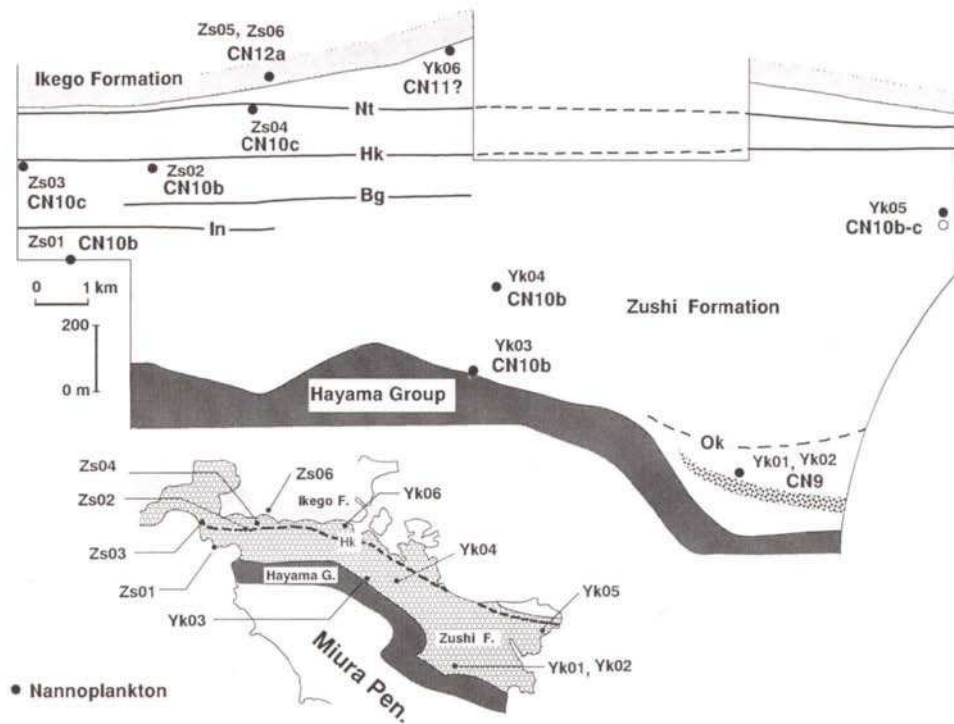 Zs05, Zs06
CN12a
Ikego Formation
Yk06
CN11?
Nt
Zs04
CN10c
Hk
Zs03
CN10c
Zs02
CN10b
Bg
Yk05
CN10b-c
In
Zs01
CN10b
0 1 km
200
0 m
Yk04
CN10b
Zushi Formation
Yk03
CN10b
Hayama Group
Ok
Yk01, Yk02
CN9
Zs04
Zs06
Zs02
Ikego F.
Yk06
Hk
Zs03
Yk04
Hayama G.
Zs01
Yk05
Yk03
Zushi F.
Miura Pen.
Yk01, Yk02
Nannoplankton